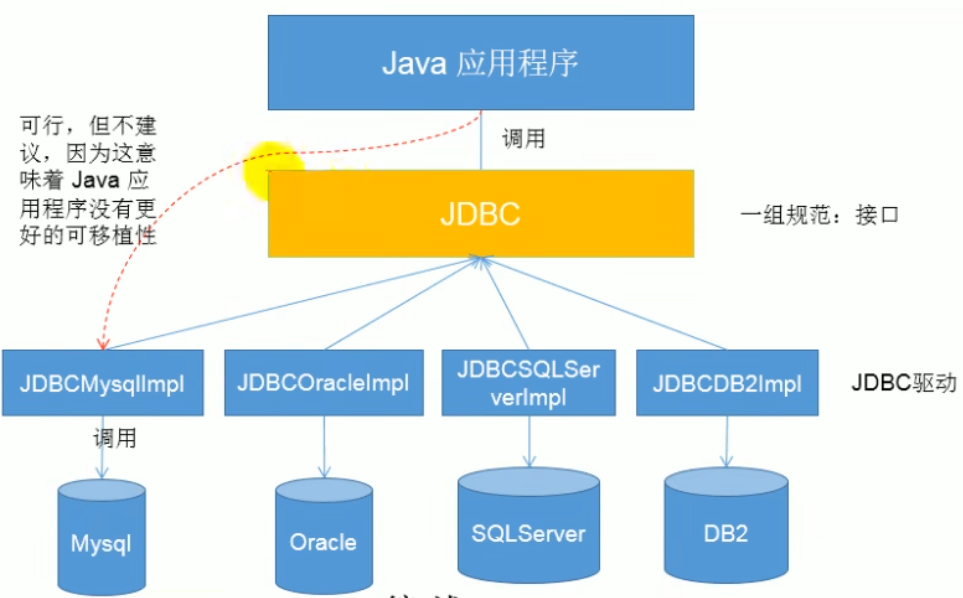 Java 应用程序
可行，但不建
议，因为这意
味着 Java 应
用程序没有更
好的可移植性
调用
JDBC
一组规范：接口
JDBCMysqlImpl
JDBCOracleImpl
JDBCSQLSer
verImpl
JDBCDB2Impl
JDBC驱动
调用
Mysql
Oracle
SQLServer
DB2